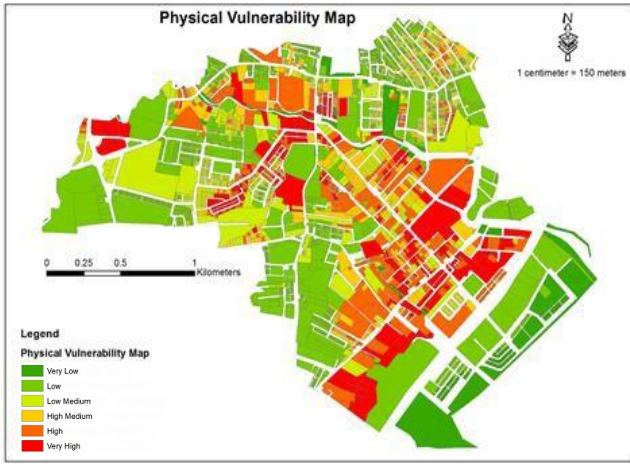 Physical Vulnerability Map
N
1 centimeter = 150 meters
0 0.25 0.5 1
Kilometers
Legend
Physical Vulnerability Map
Very Low
Low
Low Medium
High Medium
High
Very High